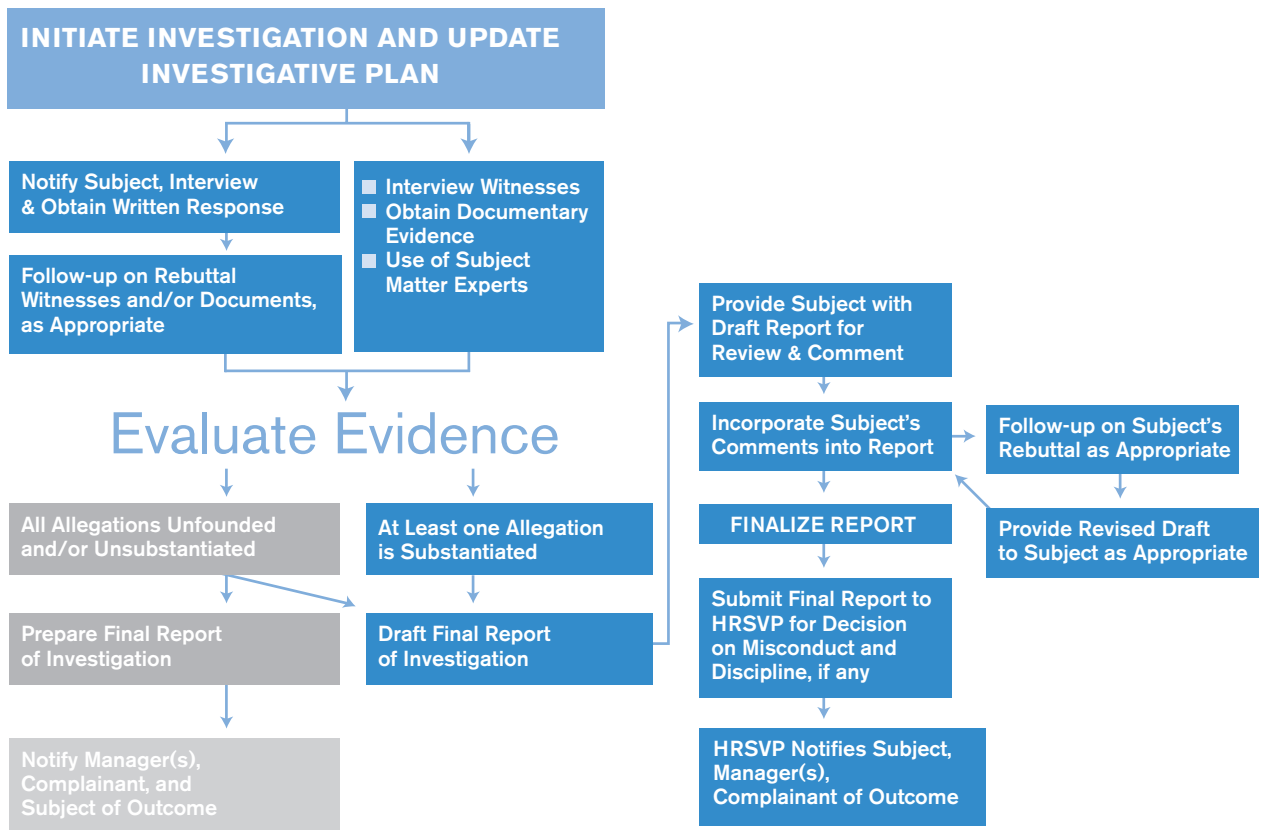 INITIATE INVESTIGATION AND UPDATE
INVESTIGATIVE PLAN
Notify Subject, Interview
& Obtain Written Response
Follow-up on Rebuttal
Witnesses and/or Documents,
as Appropriate
Interview Witnesses
Obtain Documentary
Evidence
Use of Subject
Matter Experts
Evaluate Evidence
All Allegations Unfounded
and/or Unsubstantiated
Prepare Final Report
of Investigation
Notify Manager(s),
Complainant, and
Subject of Outcome
At Least one Allegation
is Substantiated
Draft Final Report
of Investigation
Provide Subject with
Draft Report for
Review & Comment
Incorporate Subject's
Comments into Report
Follow-up on Subject's
Rebuttal as Appropriate
Provide Revised Draft
to Subject as Appropriate
FINALIZE REPORT
Submit Final Report to
HRSVP for Decision
on Misconduct and
Discipline, if any
HRSVP Notifies Subject,
Manager(s),
Complainant of Outcome